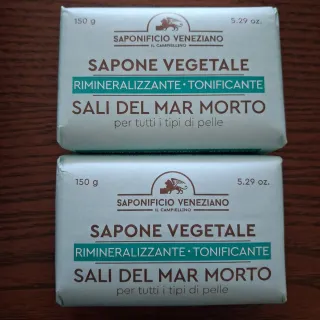 150 g
5.29 oz.
SAPONIFICIO VENEZIANO
IL CAMPIELLINO
SAPONE VEGETALE
RIMINERALIZZANTE • TONIFICANTE
SALI DEL MAR MORTO
per tutti i tipi di pelle
150 g
5.29 oz.
SAPONIFICIO VENEZIANO
IL CAMPIELLINO
SAPONE VEGETALE
RIMINERALIZZANTE • TONIFICANTE
SALI DEL MAR MORTO
per tutti i tipi di pelle